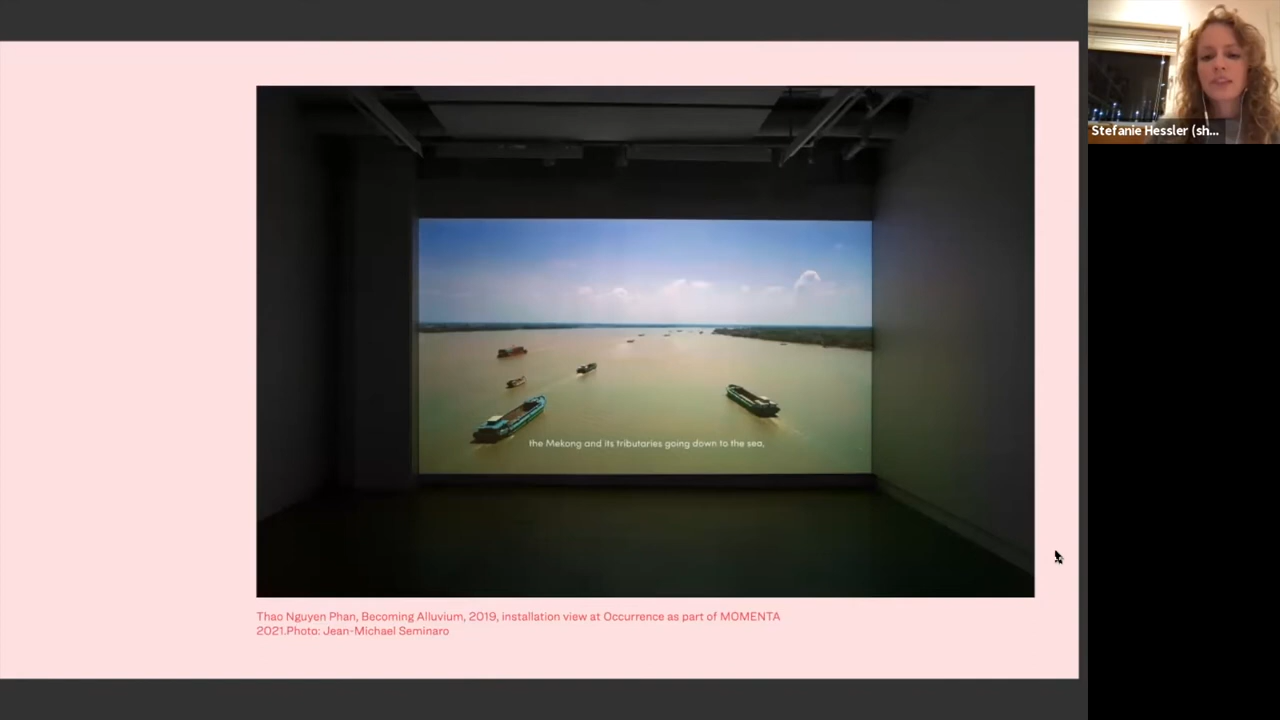 Stefanie Hessler (sh...
the Mekong and its tributaries going down to the sea,
Thao Nguyen Phan, Becoming Alluvium, 2019, installation view at Occurrence as part of MOMENTA
2021.Photo: Jean-Michael Seminaro